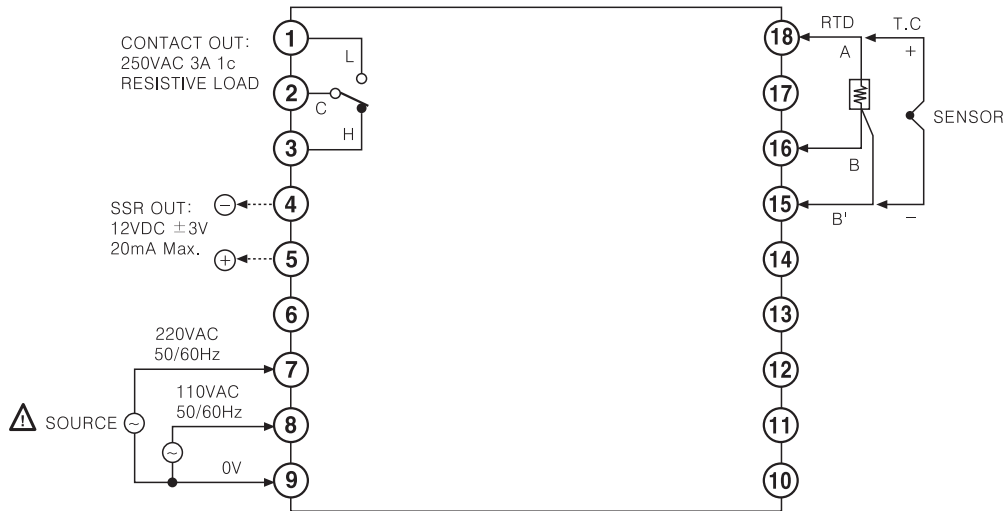 CONTACT OUT:
250VAC 3A 1c
RESISTIVE LOAD
1
L
2
C
H
3
SSR OUT:
12VDC ±3V
20mA Max.
−
4
+
5
6
220VAC
50/60Hz
7
110VAC
50/60Hz
8
SOURCE
~
~
0V
9
18
RTD
T.C
A
+
17
SENSOR
16
B
15
B'
−
14
13
12
11
10